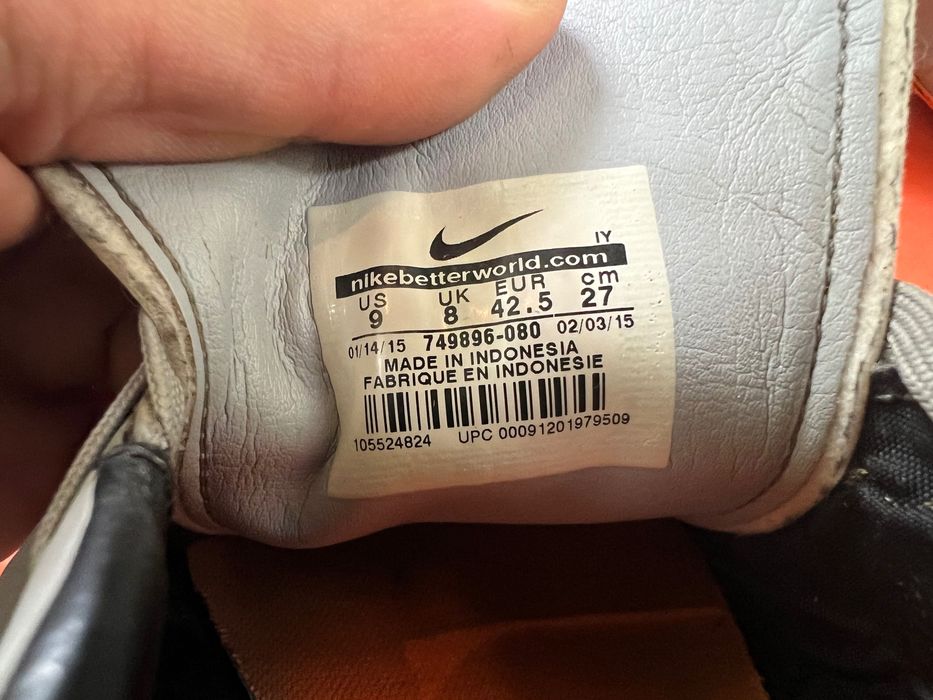 IY
nikebetterworld.com
US UK EUR cm
9 8 42.5 27
01/14/15 749896-080 02/03/15
MADE IN INDONESIA
FABRIQUE EN INDONESIE
105524824 UPC 00091201979509